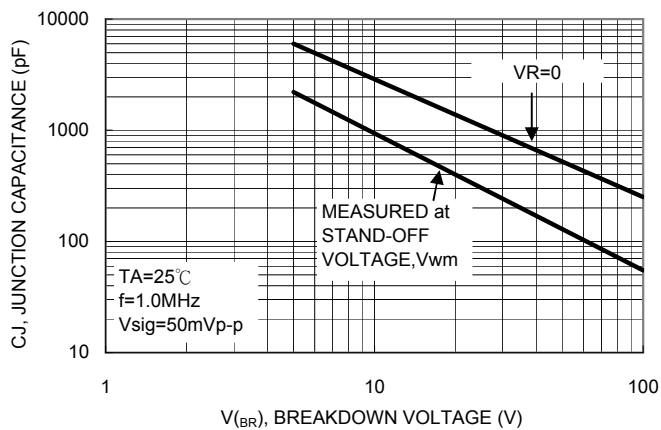 CJ, JUNCTION CAPACITANCE (pF)
10000
1000
100
10
VR=0
MEASURED at
STAND-OFF
VOLTAGE,Vwm
TA=25℃
f=1.0MHz
Vsig=50mVp-p
1
10
100
V(BR), BREAKDOWN VOLTAGE (V)